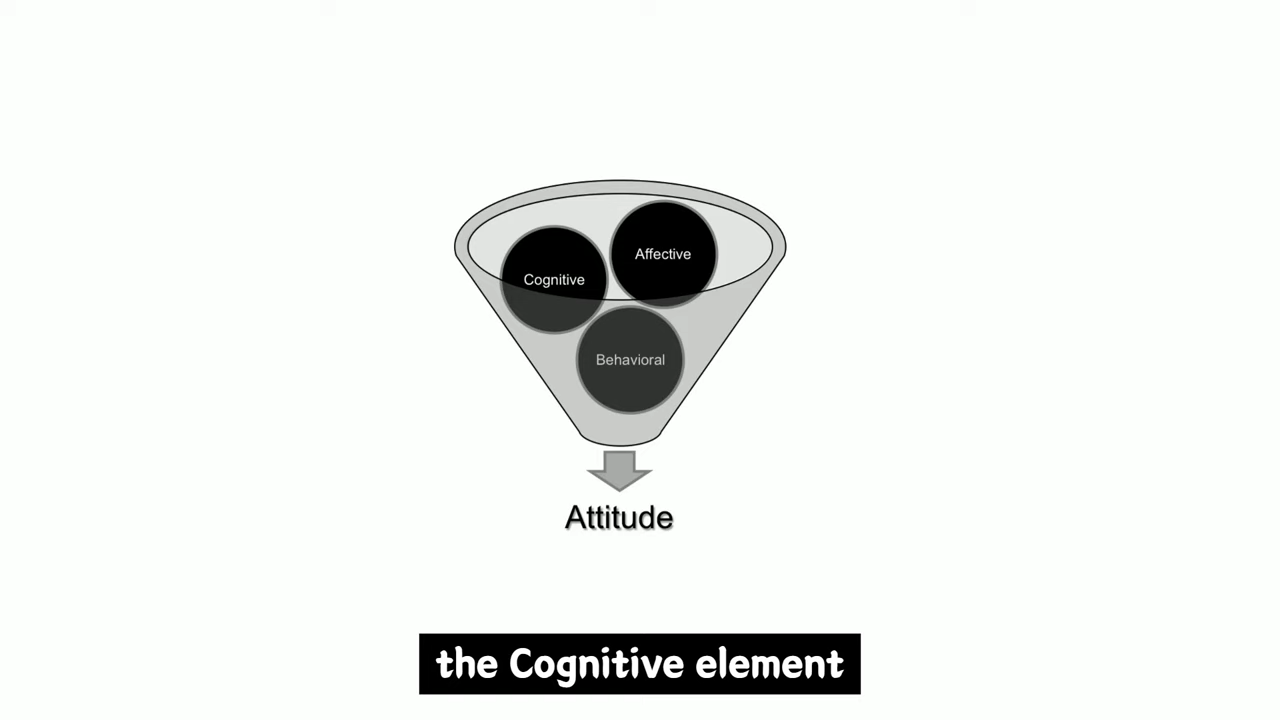 Affective
Cognitive
Behavioral
Attitude
the Cognitive element